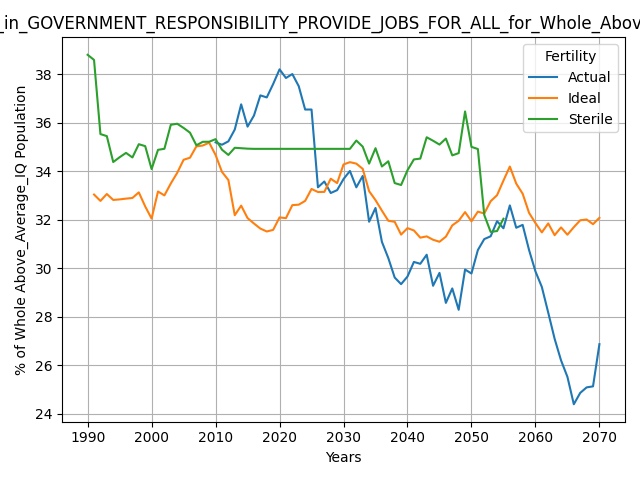 _in_GOVERNMENT_RESPONSIBILITY_PROVIDE_JOBS_FOR_ALL_for_Whole_Abov
Fertility
Actual
Ideal
Sterile
% of Whole Above_Average_IQ Population
38
36
34
32
30
28
26
24
1990
2000
2010
2020
2030
2040
2050
2060
2070
Years